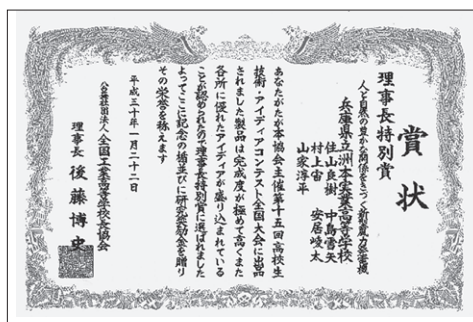 賞状
理事長特別賞
人と自然の豊かな関係をきづく新風力発電機
兵庫県立洲本実業高等学校
住山良樹 中島雪矢
村上宙 安居崚太
山家淳平
あなたがたが本協会主催第十五回高校生
技術・アイディアコンテスト全国大会に出品
されました製品は完成度が極めて高くまた
各所に優れたアイディアが盛り込まれている
ことが認められたので理事長特別賞に選ばれました
よってここに記念の楯並びに研究奨励金を贈り
その栄誉を称えます
平成三十年一月二十二日
公益社団法人全国工業高等学校長協会
理事長 後藤博史